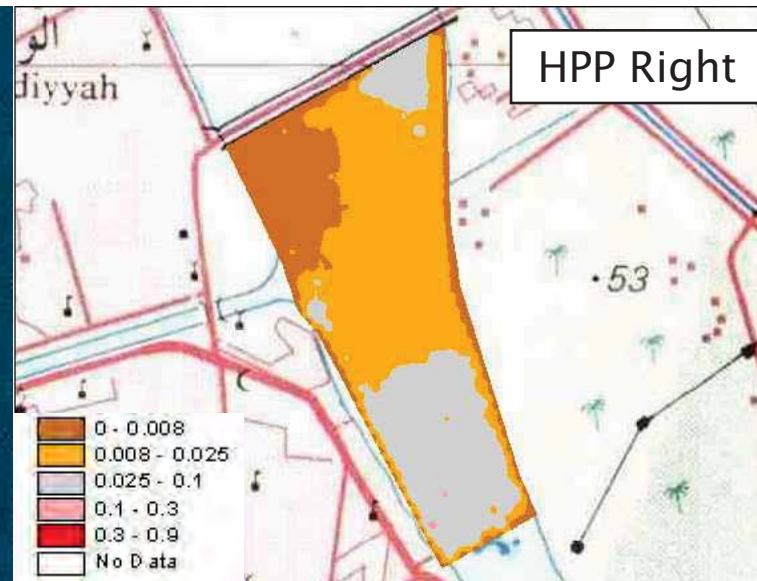 الو
diyyah
HPP Right
53
0 - 0.008
0.008 - 0.025
0.025 - 0.1
0.1 - 0.3
0.3 - 0.9
No Data